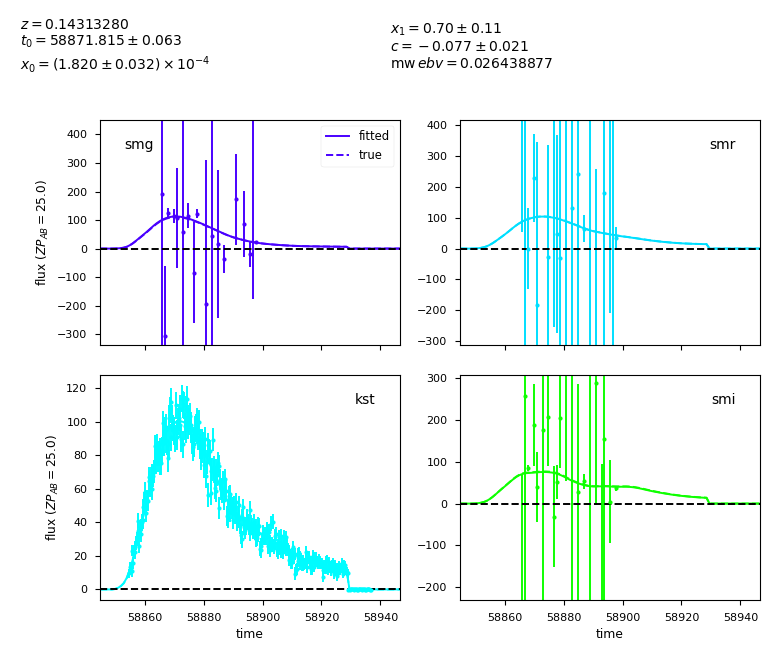 z = 0.14313280
t₀ = 58871.815 ± 0.063
x₀ = (1.820 ± 0.032) × 10⁻⁴
x₁ = 0.70 ± 0.11
c = −0.077 ± 0.021
mw ebv = 0.026438877
smg
fitted
true
400
300
200
100
0
−100
−200
−300
flux (ZP_AB = 25.0)
smr
400
300
200
100
0
−100
−200
−300
kst
120
100
80
60
40
20
0
flux (ZP_AB = 25.0)
58860 58880 58900 58920 58940
time
smi
300
200
100
0
−100
−200
58860 58880 58900 58920 58940
time